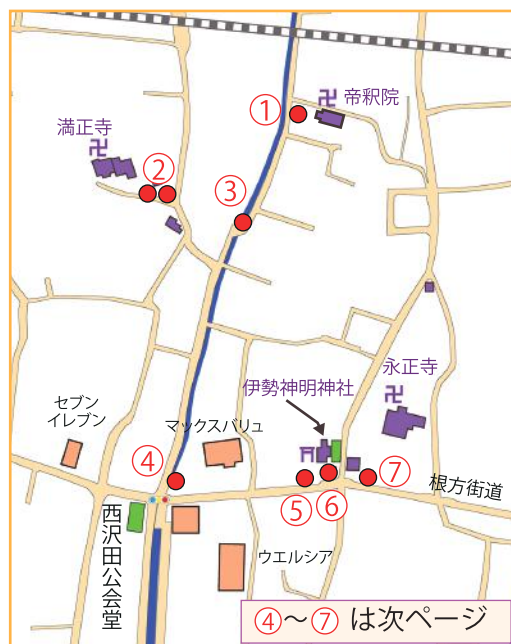 ①
卍
帝釈院
満正寺
卍
②
③
伊勢神明神社
永正寺
卍
セブン
イレブン
マックスバリュ
④
⑤
⑥
⑦
根方街道
西沢田公会堂
ウエルシア
④～⑦ は次ページ